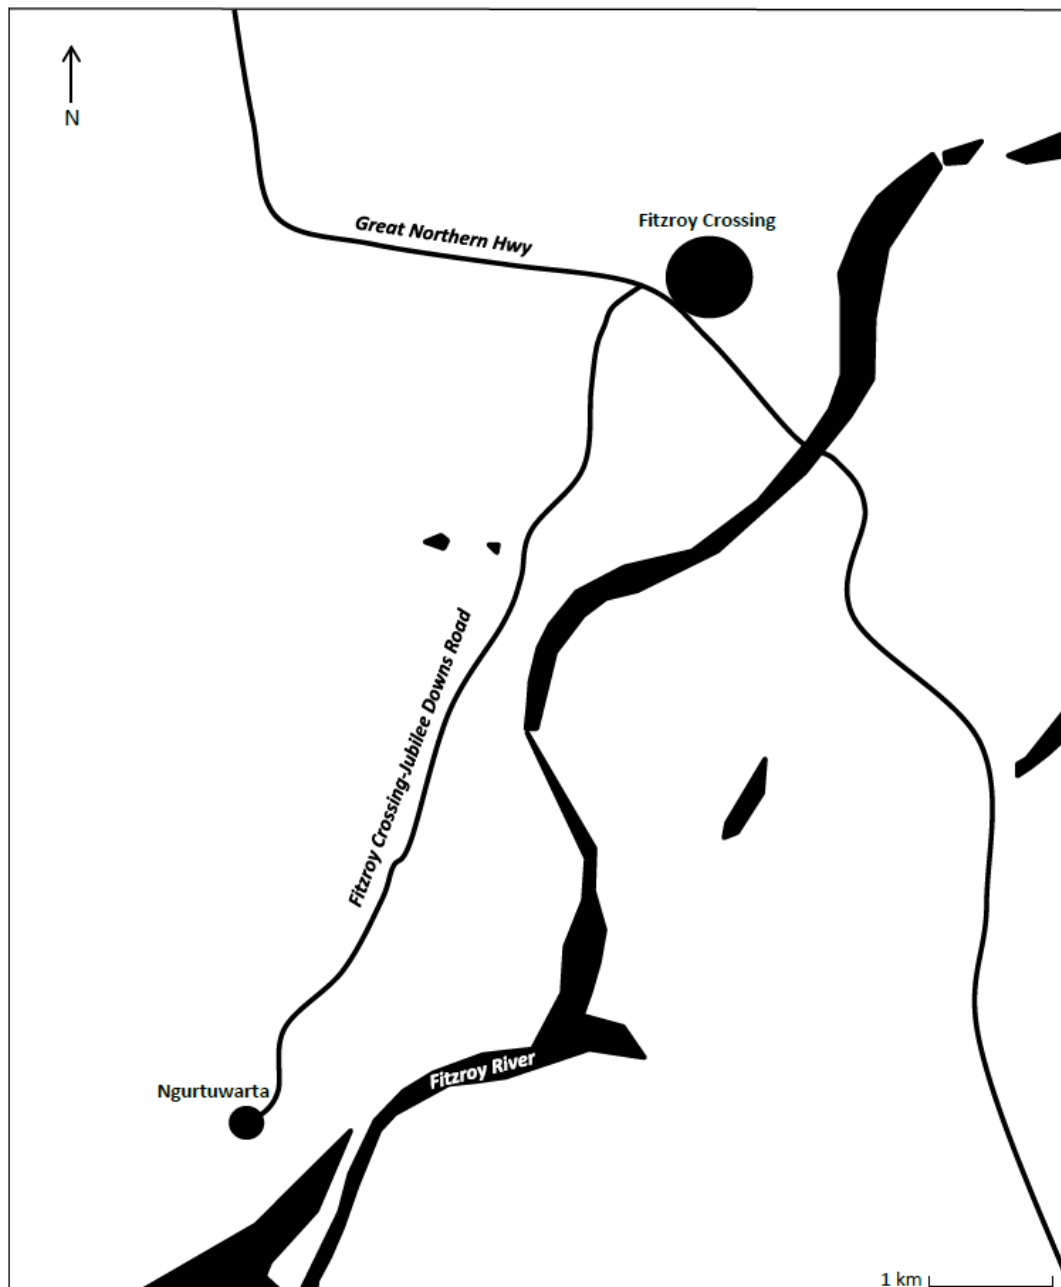 N
Great Northern Hwy
Fitzroy Crossing
Fitzroy Crossing-Jubilee Downs Road
Fitzroy River
Ngurtuwarta
1 km